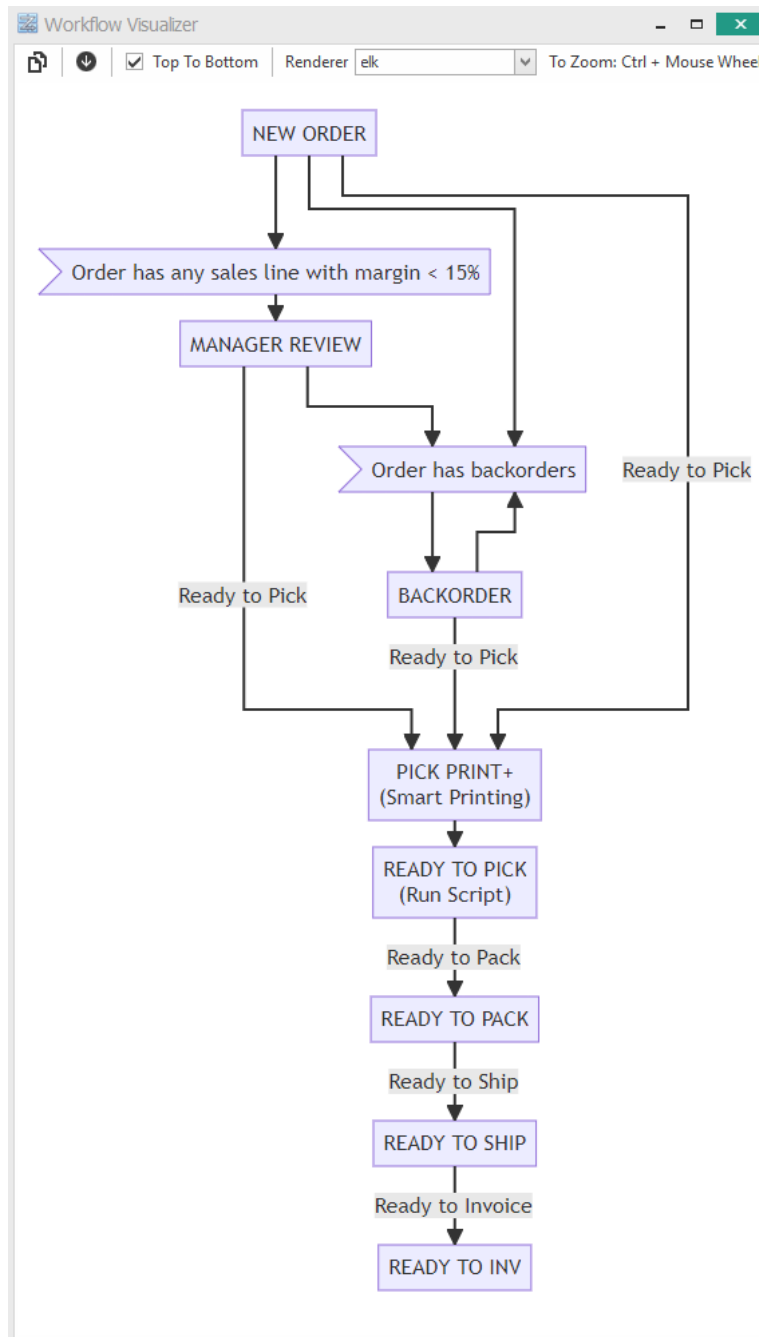 Workflow Visualizer
Top To Bottom
Renderer
elk
To Zoom: Ctrl + Mouse Wheel
NEW ORDER
Order has any sales line with margin < 15%
MANAGER REVIEW
Order has backorders
Ready to Pick
Ready to Pick
BACKORDER
Ready to Pick
PICK PRINT+
(Smart Printing)
READY TO PICK
(Run Script)
Ready to Pack
READY TO PACK
Ready to Ship
READY TO SHIP
Ready to Invoice
READY TO INV